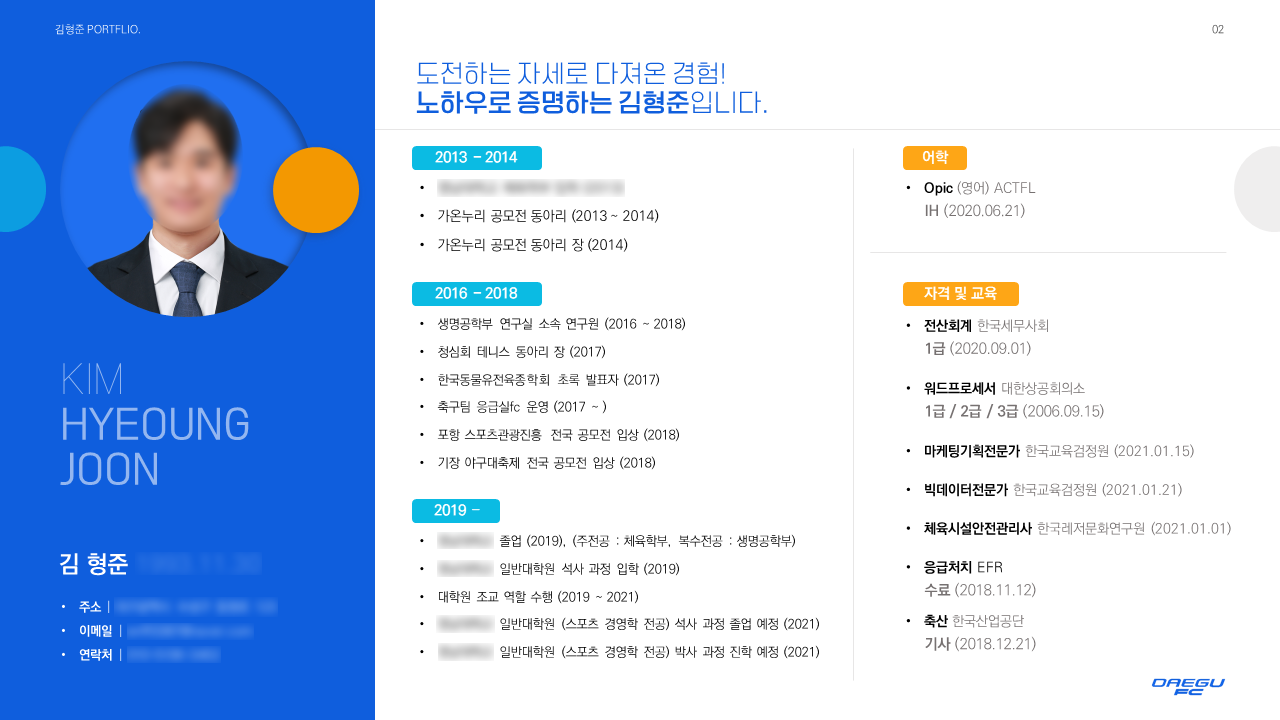 김형준 PORTFLIO.
02
도전하는 자세로 다져온 경험!
노하우로 증명하는 김형준입니다.
KIM
HYEOUNG
JOON
김 형준
• 주소 |
• 이메일 |
• 연락처 |
2013 – 2014
• 가온누리 공모전 동아리 (2013 ~ 2014)
• 가온누리 공모전 동아리 장 (2014)
2016 – 2018
• 생명공학부 연구실 소속 연구원 (2016 ~ 2018)
• 청심회 테니스 동아리 장 (2017)
• 한국동물유전육종학회 초록 발표자 (2017)
• 축구팀 응급실fc 운영 (2017 ~ )
• 포항 스포츠관광진흥 전국 공모전 입상 (2018)
• 기장 야구대축제 전국 공모전 입상 (2018)
2019 –
• 졸업 (2019), (주전공 : 체육학부, 복수전공 : 생명공학부)
• 일반대학원 석사 과정 입학 (2019)
• 대학원 조교 역할 수행 (2019 ~ 2021)
• 일반대학원 (스포츠 경영학 전공) 석사 과정 졸업 예정 (2021)
• 일반대학원 (스포츠 경영학 전공) 박사 과정 진학 예정 (2021)
어학
• Opic (영어) ACTFL
IH (2020.06.21)
자격 및 교육
• 전산회계 한국세무사회
1급 (2020.09.01)
• 워드프로세서 대한상공회의소
1급 / 2급 / 3급 (2006.09.15)
• 마케팅기획전문가 한국교육검정원 (2021.01.15)
• 빅데이터전문가 한국교육검정원 (2021.01.21)
• 체육시설안전관리사 한국레저문화연구원 (2021.01.01)
• 응급처치 EFR
수료 (2018.11.12)
• 축산 한국산업공단
기사 (2018.12.21)
DAEGU
FC